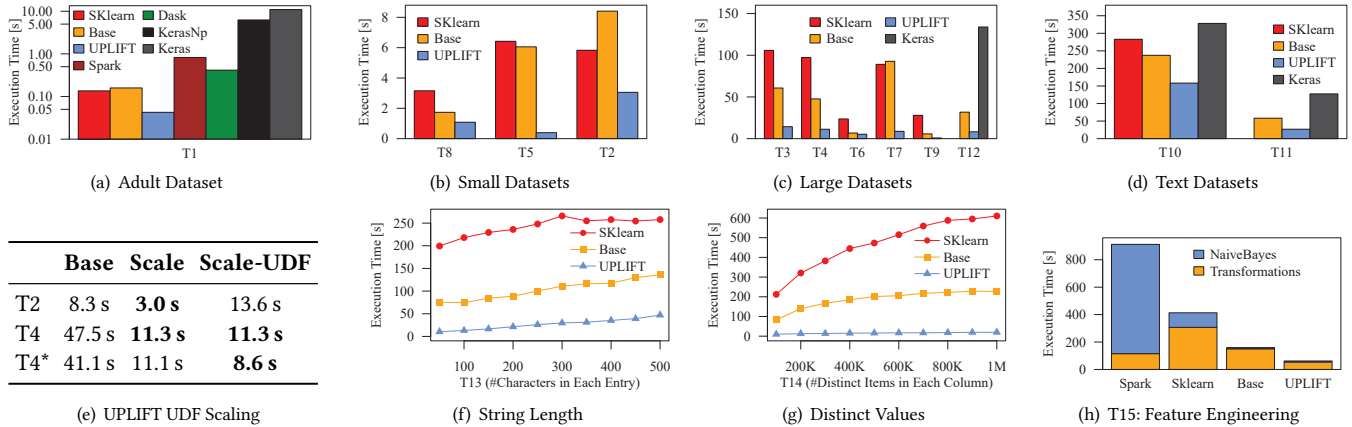 Execution Time [s]
10.00
5.00
1.00
0.50
0.10
0.05
0.01
SKlearn
Base
UPLIFT
Spark
Dask
KerasNp
Keras
T1
(a) Adult Dataset
Execution Time [s]
8
6
4
2
0
SKlearn
Base
UPLIFT
T8 T5 T2
(b) Small Datasets
Execution Time [s]
150
100
50
0
SKlearn
Base
UPLIFT
Keras
T3 T4 T6 T7 T9 T12
(c) Large Datasets
Execution Time [s]
350
300
250
200
150
100
50
0
SKlearn
Base
UPLIFT
Keras
T10 T11
(d) Text Datasets
Base Scale Scale-UDF
T2 8.3 s 3.0 s 13.6 s
T4 47.5 s 11.3 s 11.3 s
T4* 41.1 s 11.1 s 8.6 s
(e) UPLIFT UDF Scaling
Execution Time [s]
250
200
150
100
50
0
SKlearn
Base
UPLIFT
100 200 300 400 500
T13 (#Characters in Each Entry)
(f) String Length
Execution Time [s]
600
500
400
300
200
100
0
SKlearn
Base
UPLIFT
200K 400K 600K 800K 1M
T14 (#Distinct Items in Each Column)
(g) Distinct Values
Execution Time [s]
800
600
400
200
0
NaiveBayes
Transformations
Spark Sklearn Base UPLIFT
(h) T15: Feature Engineering